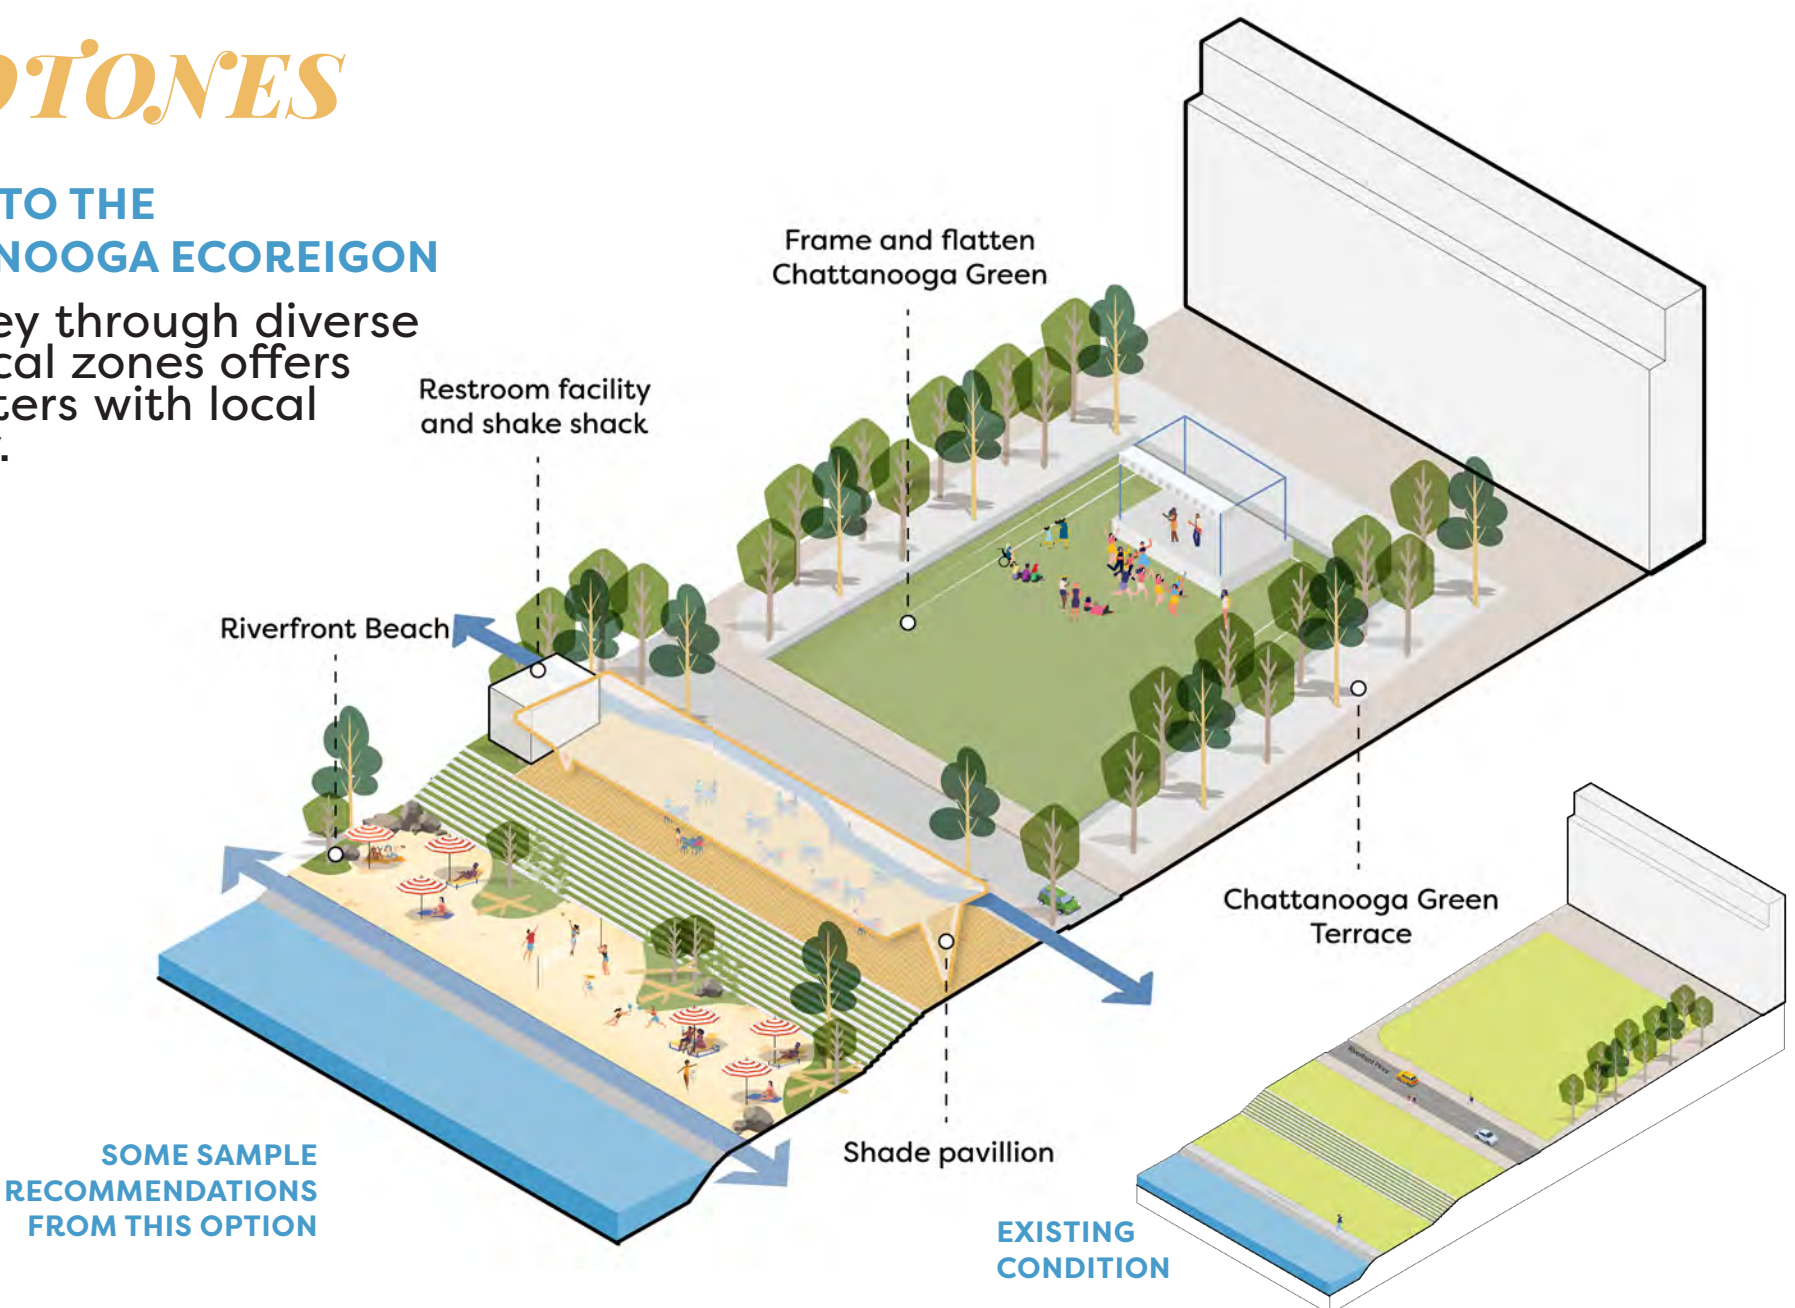 OTONES
TO THE
NOOGA ECOREIGON
ey through diverse
cal zones offers
ters with local
Frame and flatten
Chattanooga Green
Restroom facility
and shake shack
Riverfront Beach
Chattanooga Green
Terrace
Shade pavillion
SOME SAMPLE
RECOMMENDATIONS
FROM THIS OPTION
EXISTING
CONDITION
Riverfront Pkwy